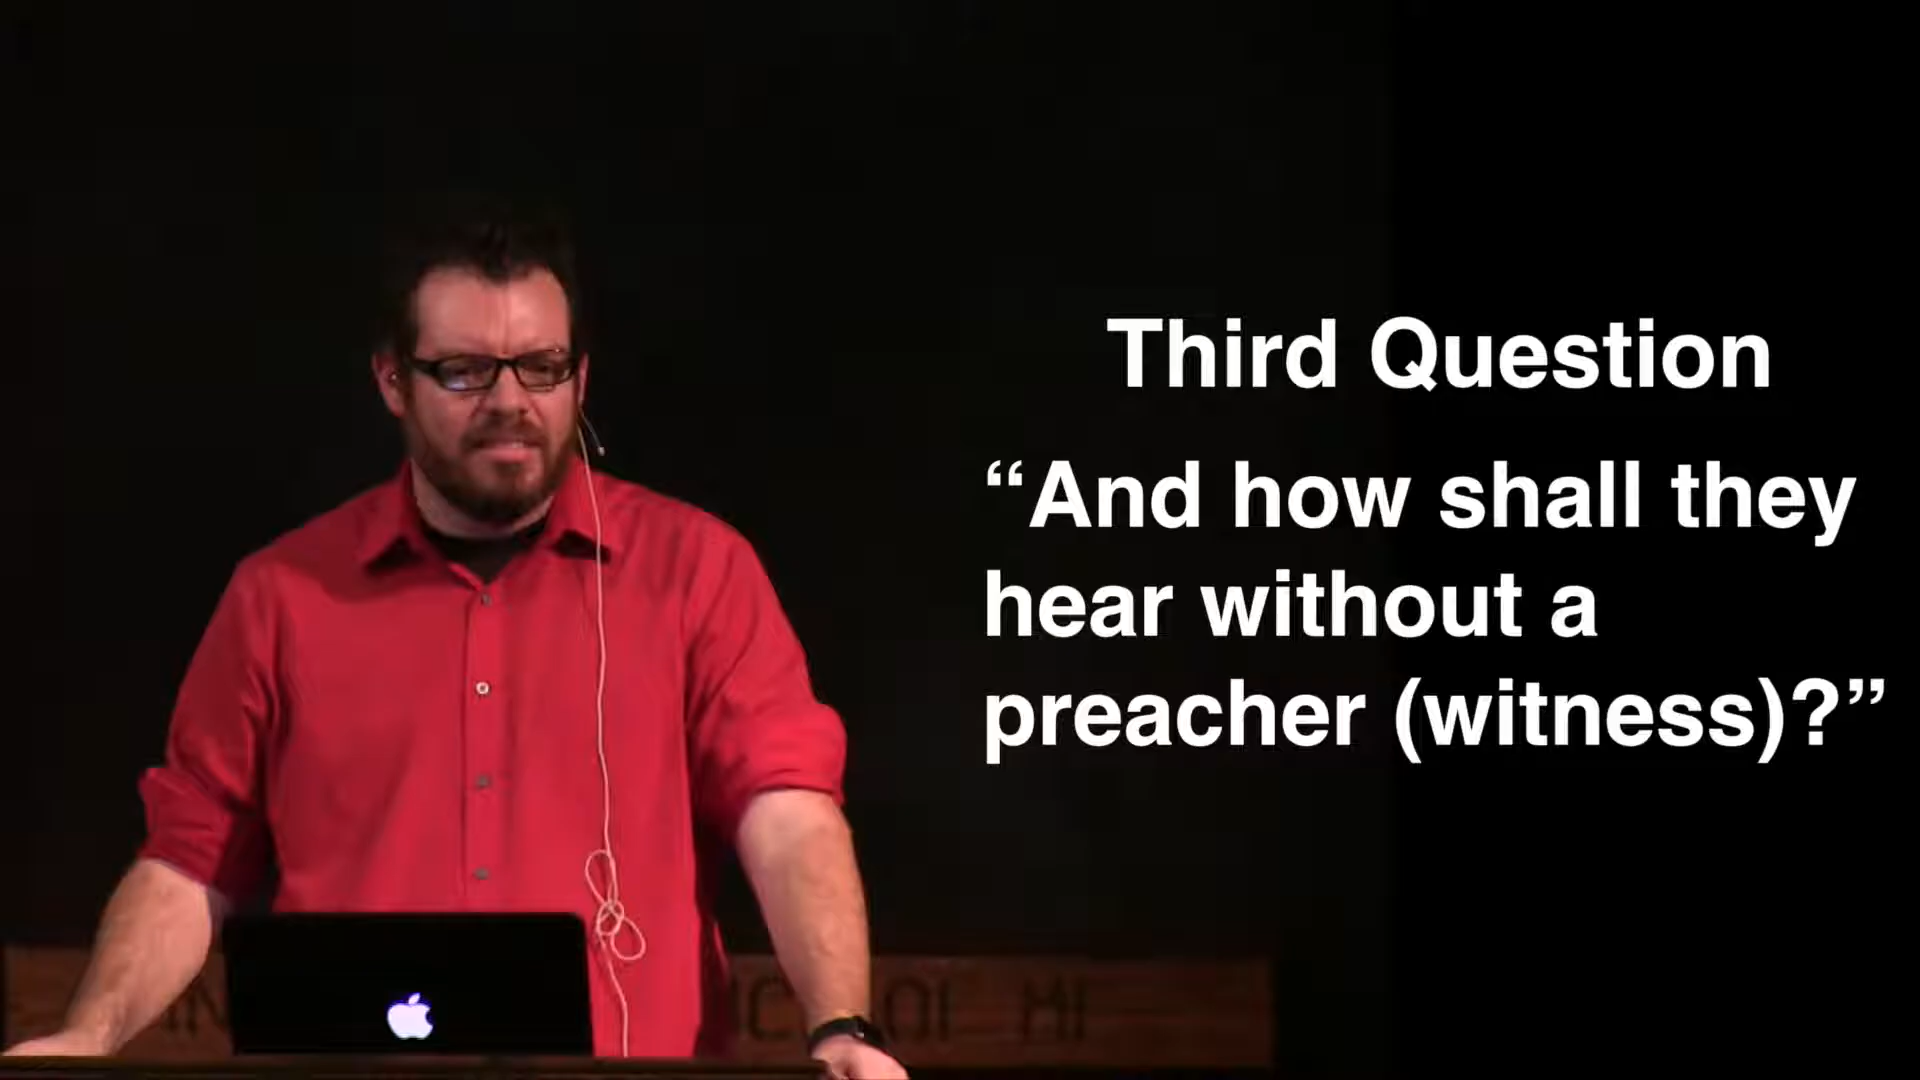 Third Question
“And how shall they
hear without a
preacher (witness)?”